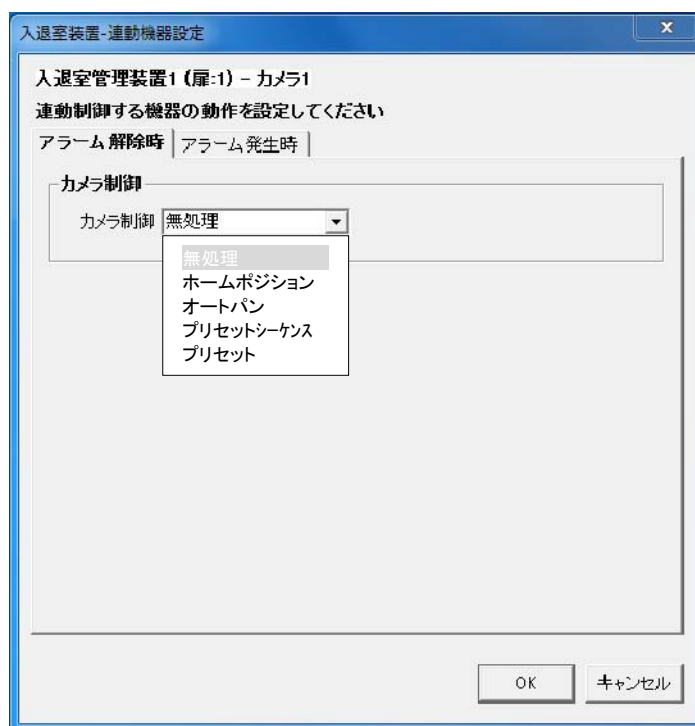 入退室装置-連動機器設定
x
入退室管理装置1 (扉:1) - カメラ1
連動制御する機器の動作を設定してください
アラーム解除時 アラーム発生時
カメラ制御
カメラ制御 無処理
無処理
ホームポジション
オートパン
プリセットシーケンス
プリセット
OK キャンセル